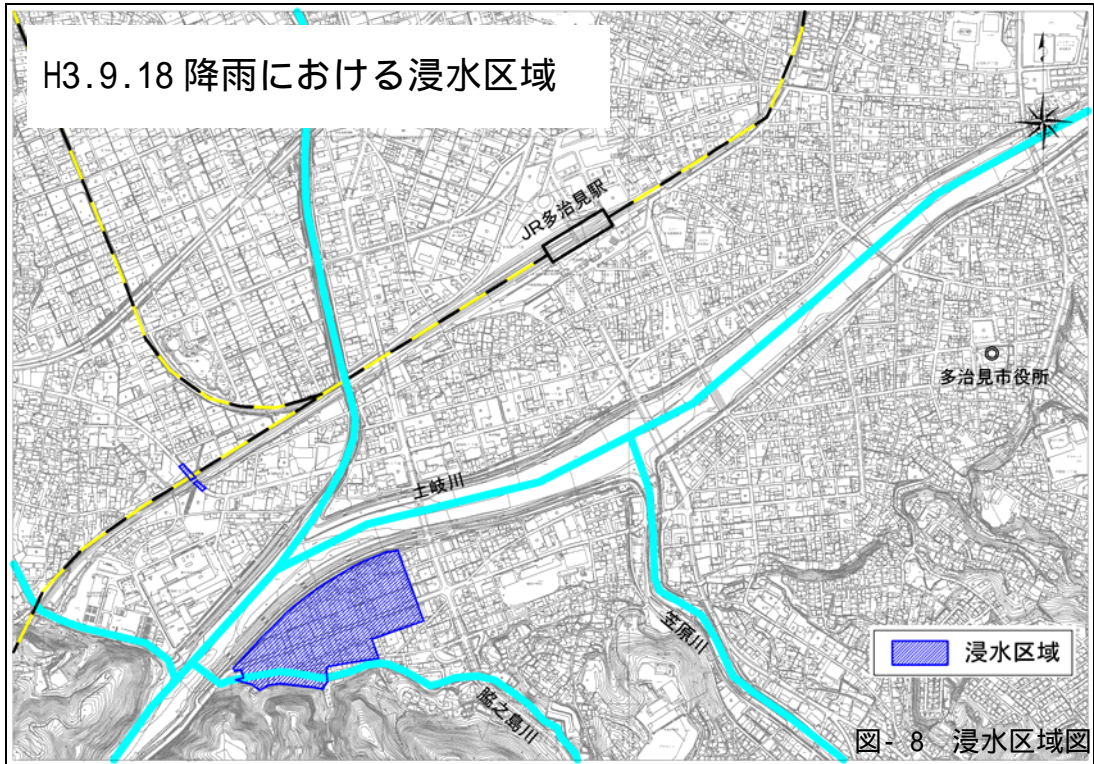 H3.9.18 降雨における浸水区域
JR多治見駅
多治見市役所
土岐川
笠原川
脇之島川
浸水区域
図- 8 浸水区域図